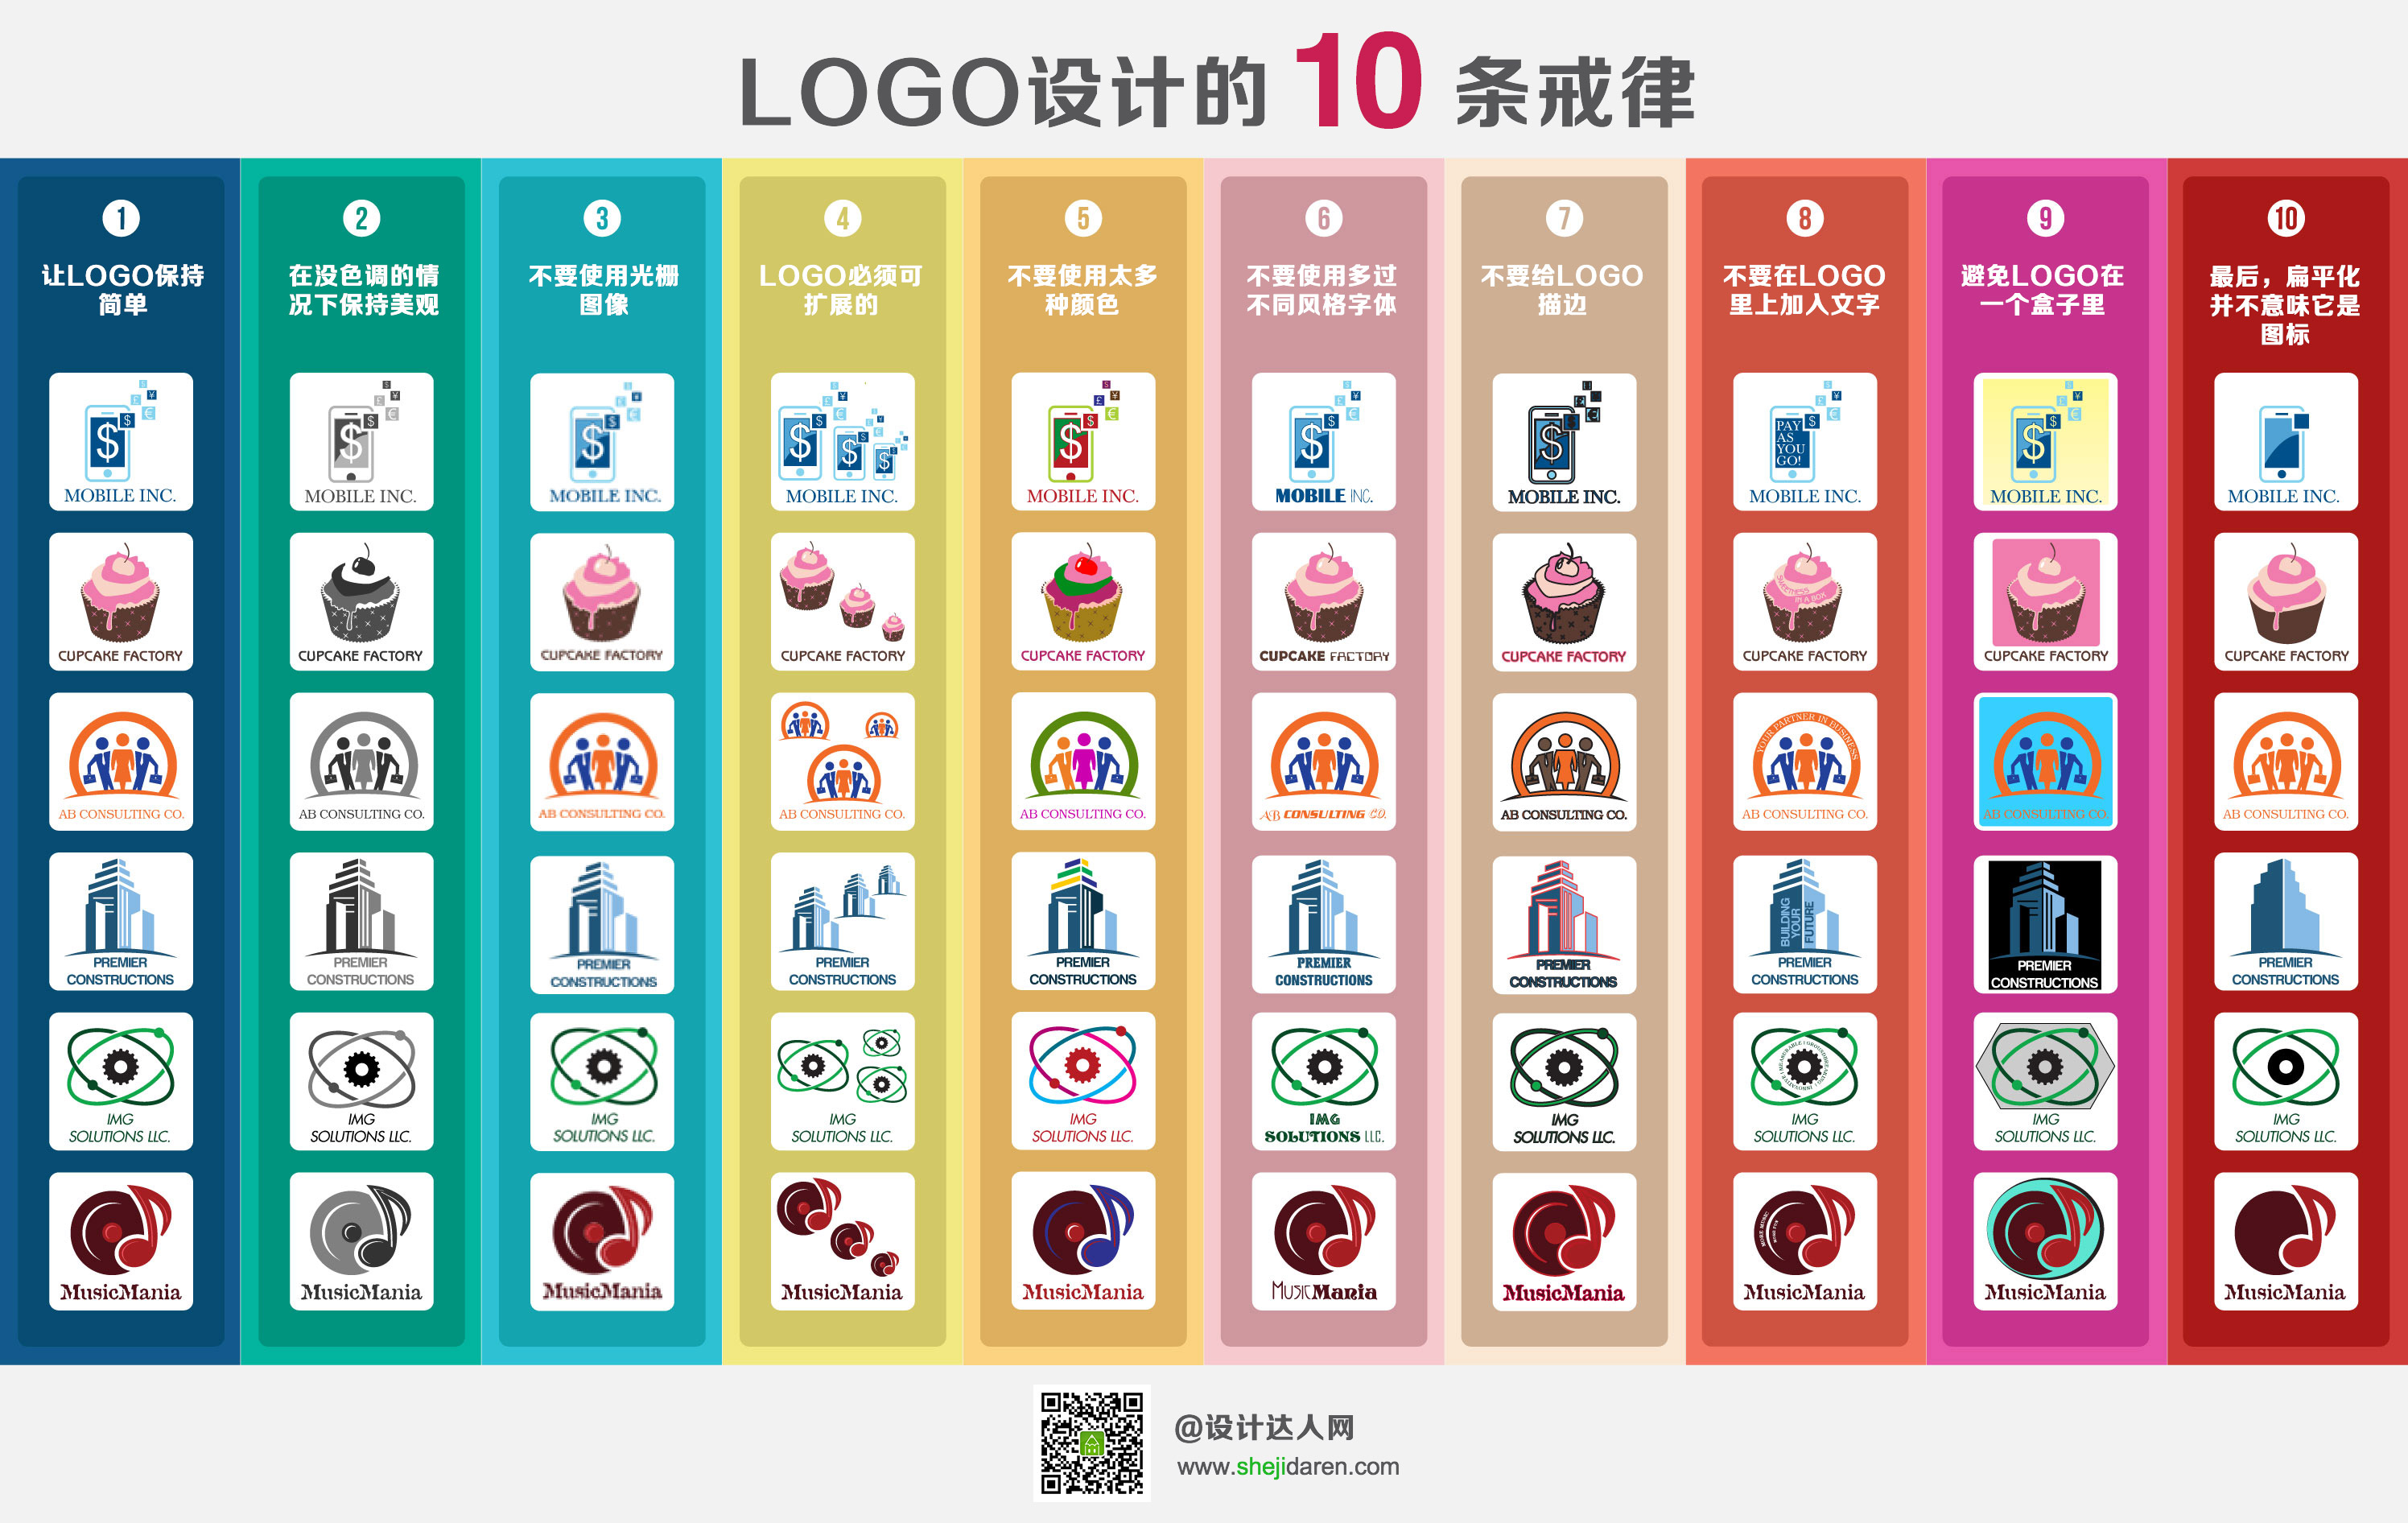 LOGO设计的 10 条戒律
1
让LOGO保持
简单
$
£
¥
$
€
$
MOBILE INC.
CUPCAKE FACTORY
AB CONSULTING CO.
PREMIER
CONSTRUCTIONS
IMG
SOLUTIONS LLC.
MusicMania
2
在没色调的情
况下保持美观
$
£
¥
$
€
$
MOBILE INC.
CUPCAKE FACTORY
AB CONSULTING CO.
PREMIER
CONSTRUCTIONS
IMG
SOLUTIONS LLC.
MusicMania
3
不要使用光栅
图像
$
£
¥
$
€
$
MOBILE INC.
CUPCAKE FACTORY
AB CONSULTING CO.
PREMIER
CONSTRUCTIONS
IMG
SOLUTIONS LLC.
MusicMania
4
LOGO必须可
扩展的
$
£
¥
$
€
$
$
$
MOBILE INC.
CUPCAKE FACTORY
AB CONSULTING CO.
PREMIER
CONSTRUCTIONS
IMG
SOLUTIONS LLC.
MusicMania
5
不要使用太多
种颜色
$
£
¥
$
€
$
MOBILE INC.
CUPCAKE FACTORY
AB CONSULTING CO.
PREMIER
CONSTRUCTIONS
IMG
SOLUTIONS LLC.
MusicMania
6
不要使用多过
不同风格字体
$
£
¥
$
€
$
MOBILE INC.
CUPCAKE FACTORY
AB CONSULTING CO.
PREMIER
CONSTRUCTIONS
IMG
SOLUTIONS LLC.
MusicMania
7
不要给LOGO
描边
$
MOBILE INC.
CUPCAKE FACTORY
AB CONSULTING CO.
PREMIER
CONSTRUCTIONS
IMG
SOLUTIONS LLC.
MusicMania
8
不要在LOGO
里上加入文字
$
£
¥
$
€
PAY
AS
YOU
GO!
MOBILE INC.
IN A BOX
CUPCAKE FACTORY
YOUR PARTNER IN BUSINESS
AB CONSULTING CO.
BUILDING
YOUR
FUTURE
PREMIER
CONSTRUCTIONS
IMG
SOLUTIONS LLC.
MORE MUSIC
MORE FUN
MusicMania
9
避免LOGO在
一个盒子里
$
£
¥
$
€
$
MOBILE INC.
CUPCAKE FACTORY
AB CONSULTING CO.
PREMIER
CONSTRUCTIONS
IMG
SOLUTIONS LLC.
MusicMania
10
最后，扁平化
并不意味它是
图标
MOBILE INC.
CUPCAKE FACTORY
AB CONSULTING CO.
PREMIER
CONSTRUCTIONS
IMG
SOLUTIONS LLC.
MusicMania
@设计达人网
www.shejidaren.com